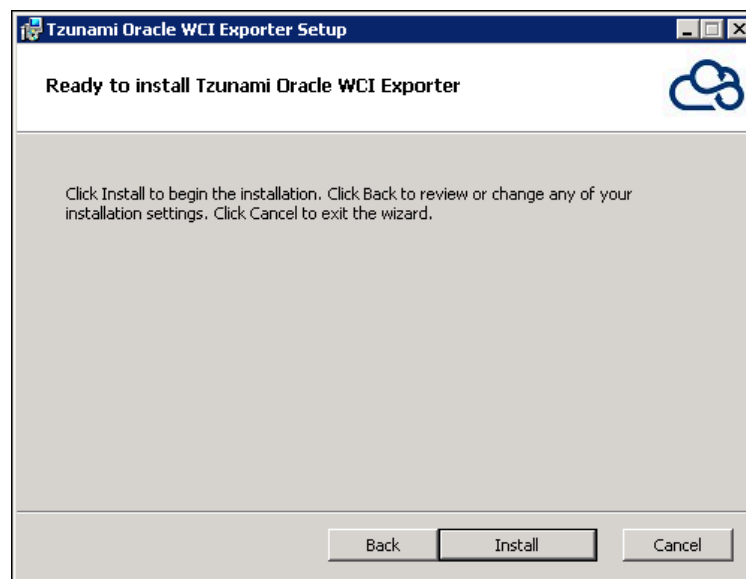 Tzunami Oracle WCI Exporter Setup
Ready to install Tzunami Oracle WCI Exporter
Click Install to begin the installation. Click Back to review or change any of your
installation settings. Click Cancel to exit the wizard.
Back Install Cancel